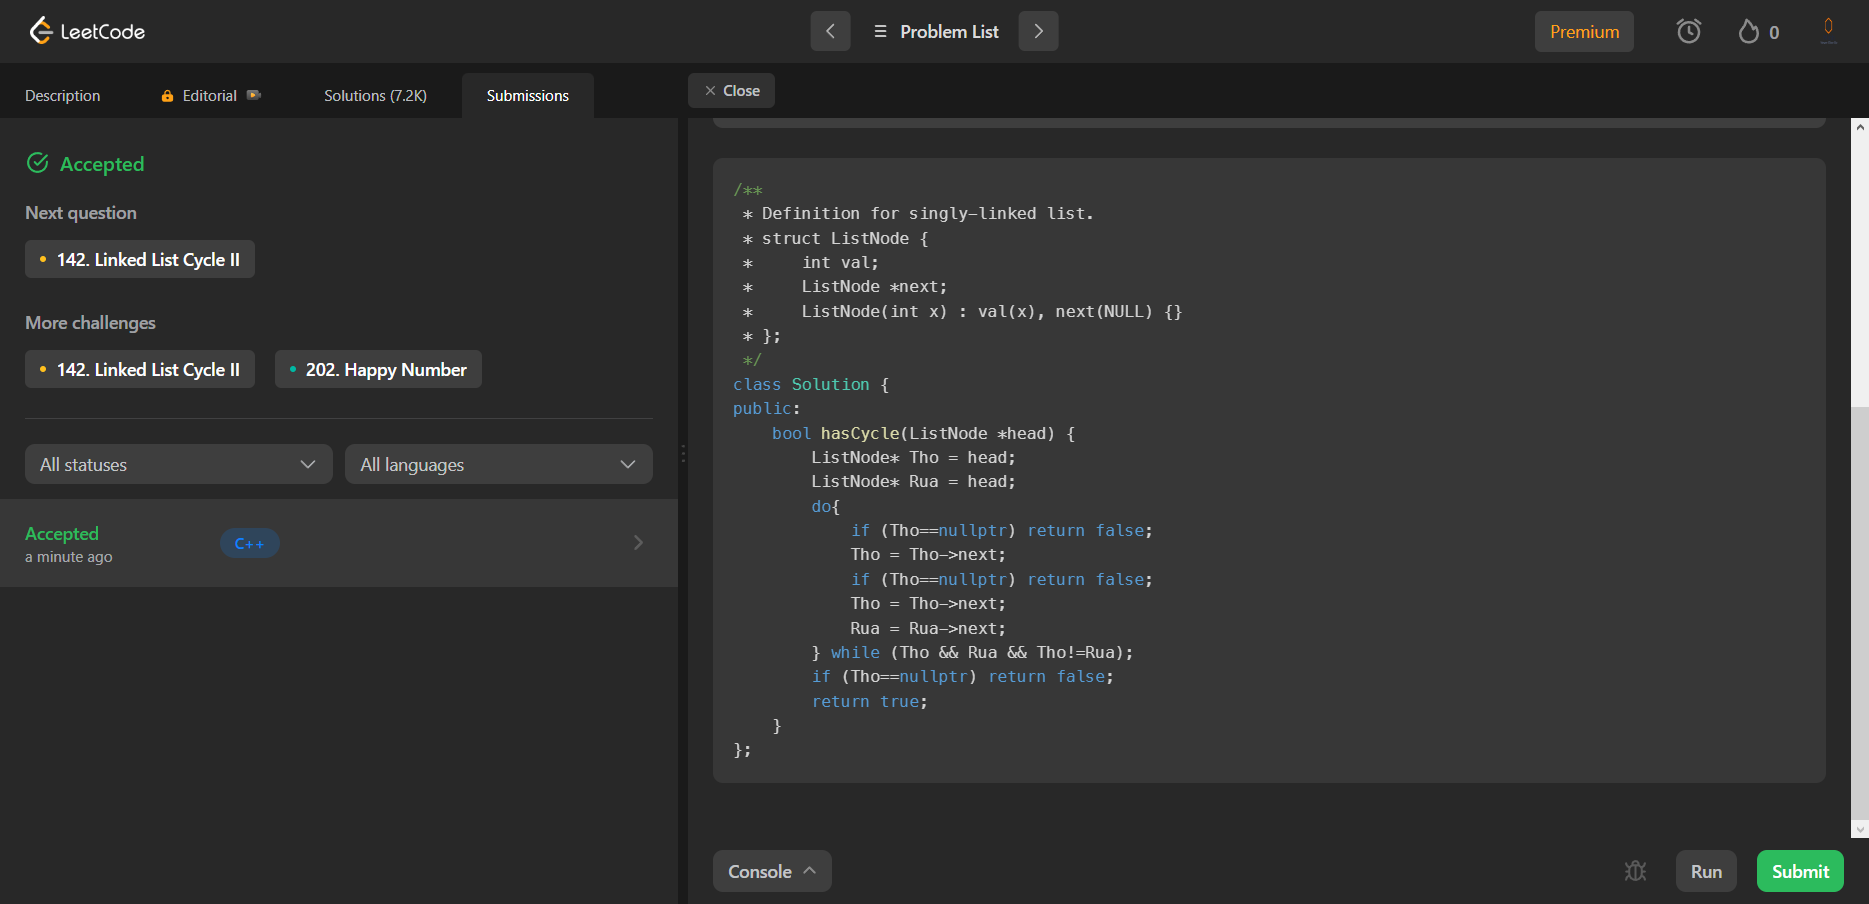 LeetCode
Problem List
Premium
0
Description
Editorial
Solutions (7.2K)
Submissions
Close
Accepted
Next question
142. Linked List Cycle II
More challenges
142. Linked List Cycle II
202. Happy Number
All statuses
All languages
Accepted
a minute ago
C++
/**
 * Definition for singly-linked list.
 * struct ListNode {
 *     int val;
 *     ListNode *next;
 *     ListNode(int x) : val(x), next(NULL) {}
 * };
 */
class Solution {
public:
    bool hasCycle(ListNode *head) {
        ListNode* Tho = head;
        ListNode* Rua = head;
        do{
            if (Tho==nullptr) return false;
            Tho = Tho->next;
            if (Tho==nullptr) return false;
            Tho = Tho->next;
            Rua = Rua->next;
        } while (Tho && Rua && Tho!=Rua);
        if (Tho==nullptr) return false;
        return true;
    }
};
Console
Run
Submit